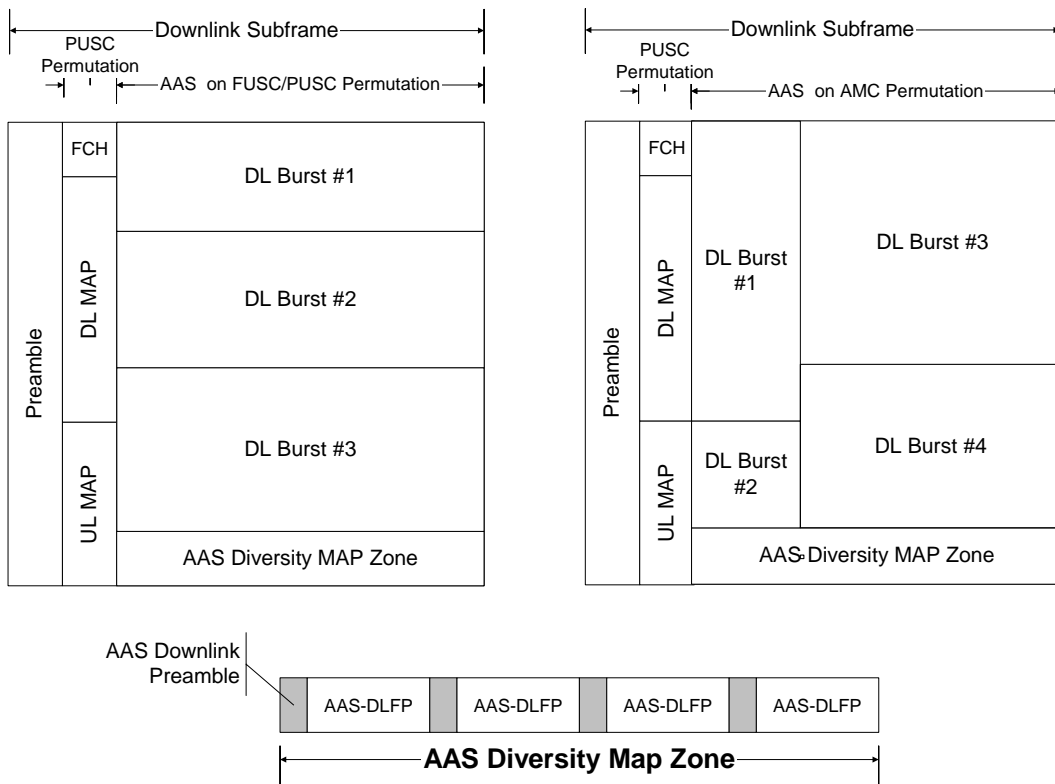 Downlink Subframe
PUSC
Permutation
AAS on FUSC/PUSC Permutation
Preamble
FCH
DL MAP
UL MAP
DL Burst #1
DL Burst #2
DL Burst #3
AAS Diversity MAP Zone
Downlink Subframe
PUSC
Permutation
AAS on AMC Permutation
Preamble
FCH
DL MAP
UL MAP
DL Burst
#1
DL Burst
#2
DL Burst #3
DL Burst #4
AAS Diversity MAP Zone
AAS Downlink
Preamble
AAS-DLFP
AAS-DLFP
AAS-DLFP
AAS-DLFP
AAS Diversity Map Zone